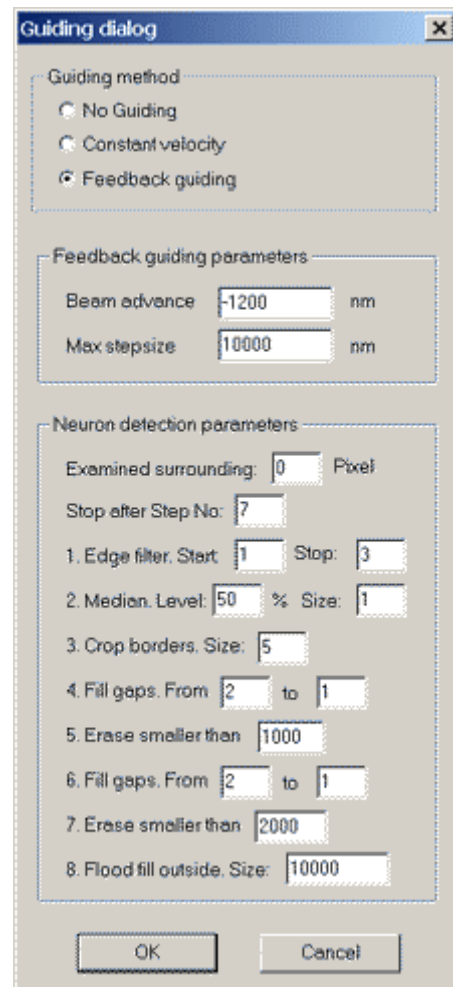 Guiding dialog
Guiding method
No Guiding
Constant velocity
Feedback guiding
Feedback guiding parameters
Beam advance -1200 nm
Max stepsize 10000 nm
Neuron detection parameters
Examined surrounding: 0 Pixel
Stop after Step No: 7
1. Edge filter. Start 1 Stop: 3
2. Median. Level: 50 % Size: 1
3. Crop borders. Size: 5
4. Fill gaps. From 2 to 1
5. Erase smaller than 1000
6. Fill gaps. From 2 to 1
7. Erase smaller than 2000
8. Flood fill outside. Size: 10000
OK Cancel